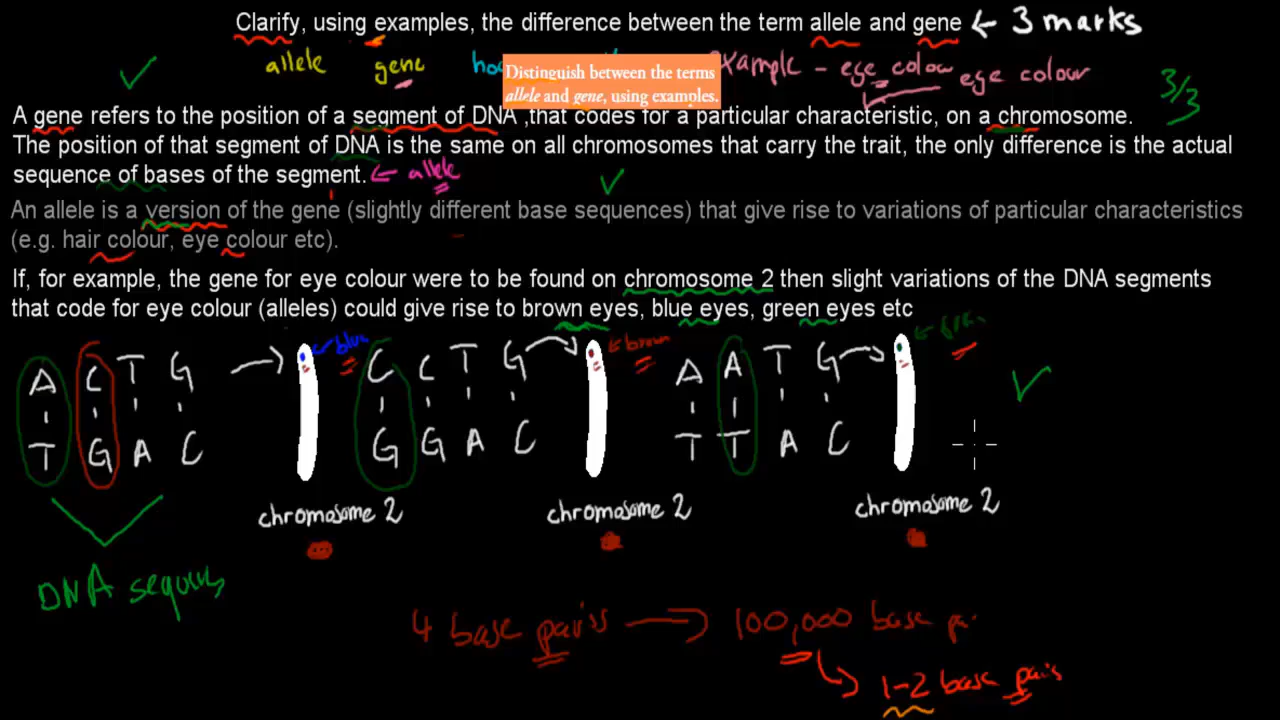 Clarify, using examples, the difference between the term allele and gene ← 3 marks
allele gene example - eye colour eye colour
Distinguish between the terms
allele and gene, using examples.
3/3
A gene refers to the position of a segment of DNA ,that codes for a particular characteristic, on a chromosome.
The position of that segment of DNA is the same on all chromosomes that carry the trait, the only difference is the actual
sequence of bases of the segment. ← allele
An allele is a version of the gene (slightly different base sequences) that give rise to variations of particular characteristics
(e.g. hair colour, eye colour etc).
If, for example, the gene for eye colour were to be found on chromosome 2 then slight variations of the DNA segments
that code for eye colour (alleles) could give rise to brown eyes, blue eyes, green eyes etc
A C T G → ← blue C C T G → ← brown A A T G →
T G A C G G A C T T A C
chromosome 2 chromosome 2 chromosome 2
DNA
4 base pairs → 100,000 base
1-2 base pairs